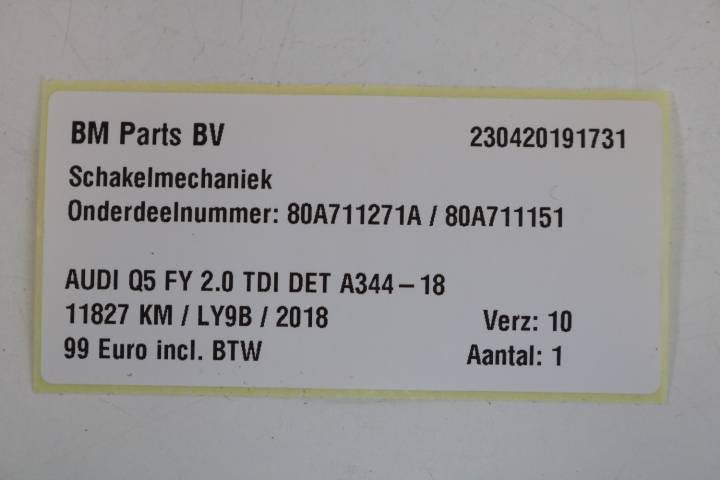 BM Parts BV 230420191731
Schakelmechaniek
Onderdeelnummer: 80A711271A / 80A711151
AUDI Q5 FY 2.0 TDI DET A344-18
11827 KM / LY9B / 2018 Verz: 10
99 Euro incl. BTW Aantal: 1